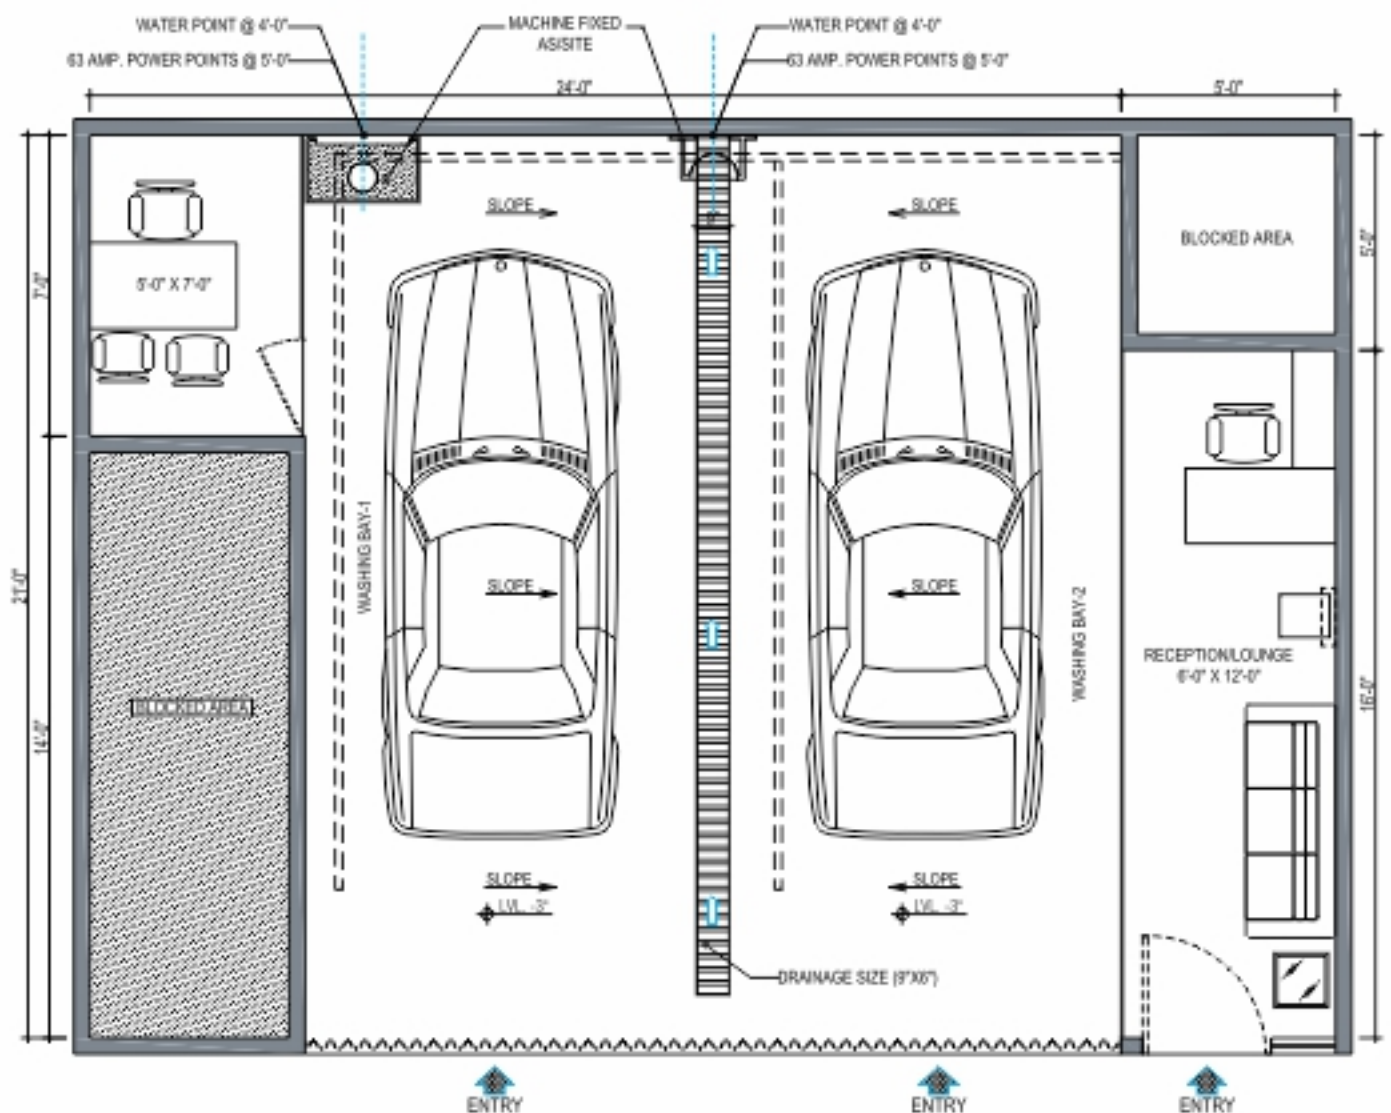 WATER POINT @ 4'-0"
MACHINE FIXED
AS/SITE
WATER POINT @ 4'-0"
63 AMP. POWER POINTS @ 5'-0"
63 AMP. POWER POINTS @ 5'-0"
24'-0"
5'-0"
SLOPE
SLOPE
9"
BLOCKED AREA
5'-0"
7'-0"
5'-0" X 7'-0"
WASHING BAY-1
SLOPE
SLOPE
21'-0"
WASHING BAY-2
RECEPTION/LOUNGE
6'-0" X 12'-0"
16'-0"
BLOCKED AREA
14'-0"
SLOPE
SLOPE
LVL. -3"
LVL. -3"
DRAINAGE SIZE (9"X6")
ENTRY
ENTRY
ENTRY